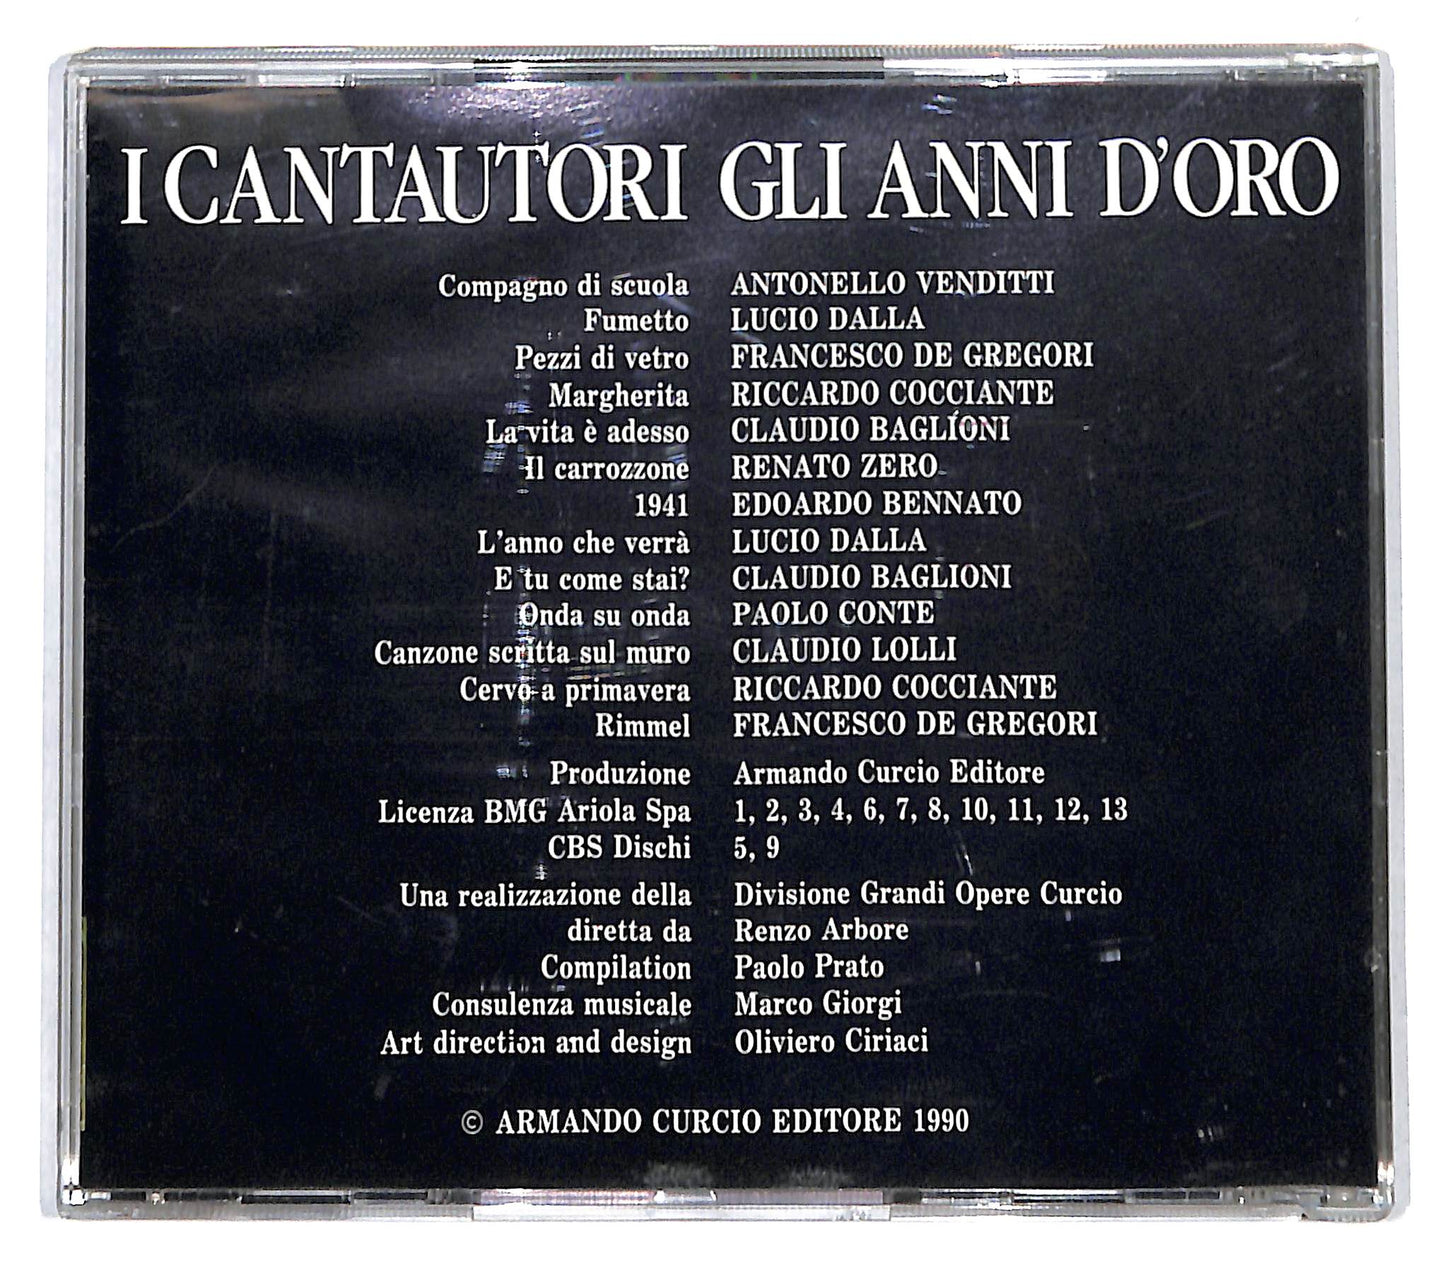 I CANTAUTORI GLI ANNI D'ORO
Compagno di scuola ANTONELLO VENDITTI
Fumetto LUCIO DALLA
Pezzi di vetro FRANCESCO DE GREGORI
Margherita RICCARDO COCCIANTE
La vita è adesso CLAUDIO BAGLIONI
Il carrozzone RENATO ZERO
1941 EDOARDO BENNATO
L'anno che verrà LUCIO DALLA
E tu come stai? CLAUDIO BAGLIONI
Onda su onda PAOLO CONTE
Canzone scritta sul muro CLAUDIO LOLLI
Cervo a primavera RICCARDO COCCIANTE
Rimmel FRANCESCO DE GREGORI
Produzione Armando Curcio Editore
Licenza BMG Ariola Spa 1, 2, 3, 4, 6, 7, 8, 10, 11, 12, 13
CBS Dischi 5, 9
Una realizzazione della Divisione Grandi Opere Curcio
diretta da Renzo Arbore
Compilation Paolo Prato
Consulenza musicale Marco Giorgi
Art direction and design Oliviero Ciriaci
© ARMANDO CURCIO EDITORE 1990